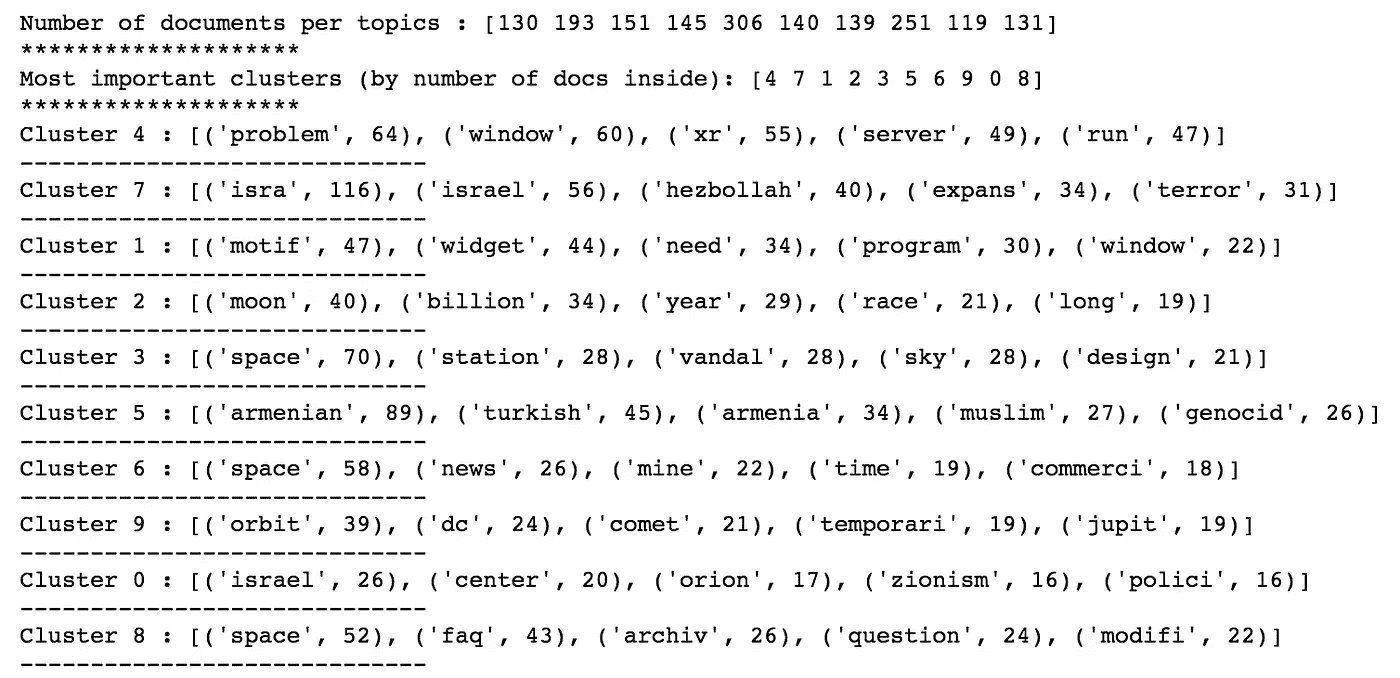 Number of documents per topics : [130 193 151 145 306 140 139 251 119 131]
********************
Most important clusters (by number of docs inside): [4 7 1 2 3 5 6 9 0 8]
********************
Cluster 4 : [('problem', 64), ('window', 60), ('xr', 55), ('server', 49), ('run', 47)]
-----------------------------
Cluster 7 : [('isra', 116), ('israel', 56), ('hezbollah', 40), ('expans', 34), ('terror', 31)]
-----------------------------
Cluster 1 : [('motif', 47), ('widget', 44), ('need', 34), ('program', 30), ('window', 22)]
-----------------------------
Cluster 2 : [('moon', 40), ('billion', 34), ('year', 29), ('race', 21), ('long', 19)]
-----------------------------
Cluster 3 : [('space', 70), ('station', 28), ('vandal', 28), ('sky', 28), ('design', 21)]
-----------------------------
Cluster 5 : [('armenian', 89), ('turkish', 45), ('armenia', 34), ('muslim', 27), ('genocid', 26)]
-----------------------------
Cluster 6 : [('space', 58), ('news', 26), ('mine', 22), ('time', 19), ('commerci', 18)]
-----------------------------
Cluster 9 : [('orbit', 39), ('dc', 24), ('comet', 21), ('temporari', 19), ('jupit', 19)]
-----------------------------
Cluster 0 : [('israel', 26), ('center', 20), ('orion', 17), ('zionism', 16), ('polici', 16)]
-----------------------------
Cluster 8 : [('space', 52), ('faq', 43), ('archiv', 26), ('question', 24), ('modifi', 22)]
-----------------------------